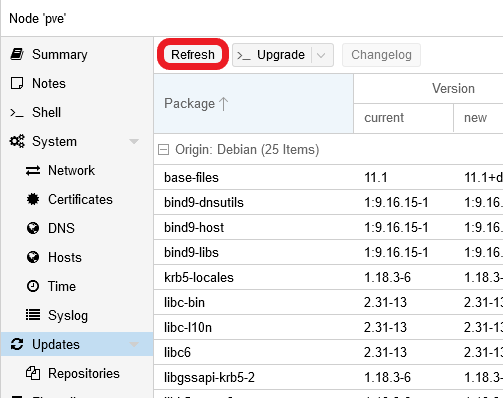 Node 'pve'
Summary
Notes
Shell
System
Network
Certificates
DNS
Hosts
Time
Syslog
Updates
Repositories
Refresh
>_ Upgrade
Changelog
Package
Version
current
new
Origin: Debian (25 Items)
base-files 11.1 11.1+d
bind9-dnsutils 1:9.16.15-1 1:9.16
bind9-host 1:9.16.15-1 1:9.16
bind9-libs 1:9.16.15-1 1:9.16
krb5-locales 1.18.3-6 1.18.3-
libc-bin 2.31-13 2.31-13
libc-l10n 2.31-13 2.31-13
libc6 2.31-13 2.31-13
libgssapi-krb5-2 1.18.3-6 1.18.3-